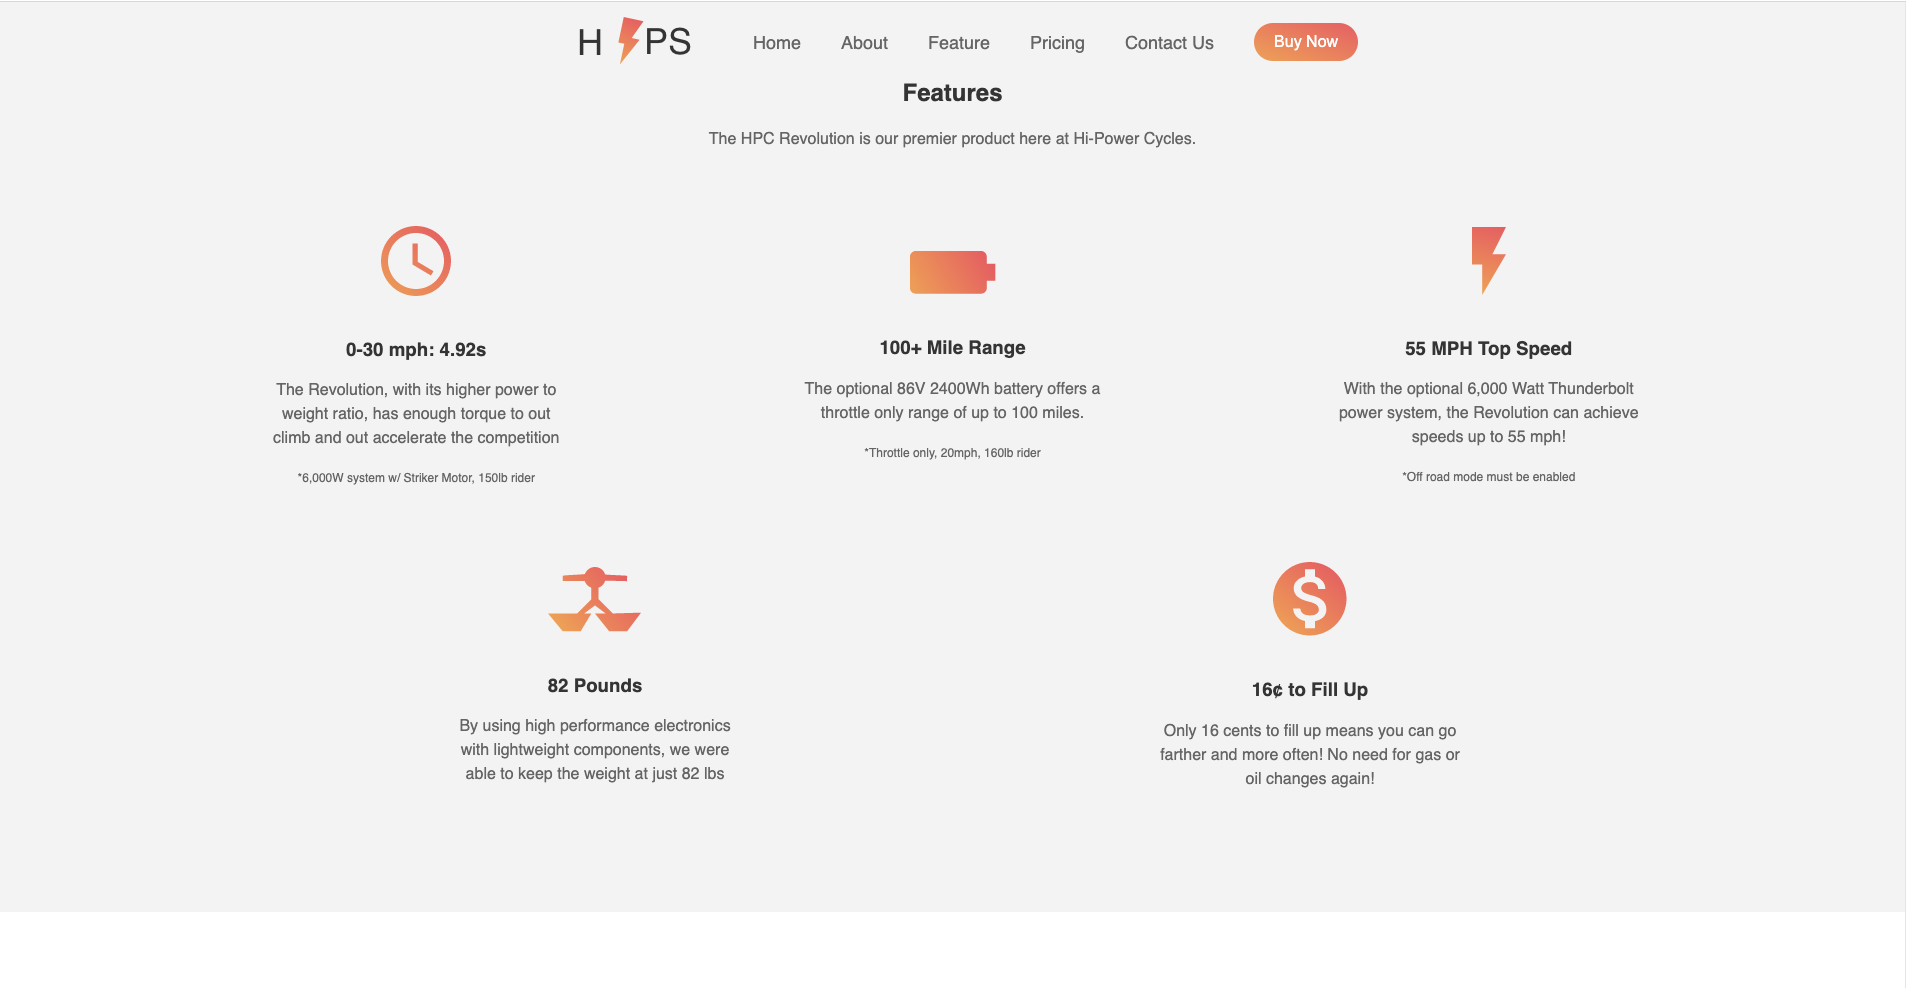 H PS
Home About Feature Pricing Contact Us Buy Now
Features
The HPC Revolution is our premier product here at Hi-Power Cycles.
0-30 mph: 4.92s
The Revolution, with its higher power to
weight ratio, has enough torque to out
climb and out accelerate the competition
*6,000W system w/ Striker Motor, 150lb rider
100+ Mile Range
The optional 86V 2400Wh battery offers a
throttle only range of up to 100 miles.
*Throttle only, 20mph, 160lb rider
55 MPH Top Speed
With the optional 6,000 Watt Thunderbolt
power system, the Revolution can achieve
speeds up to 55 mph!
*Off road mode must be enabled
82 Pounds
By using high performance electronics
with lightweight components, we were
able to keep the weight at just 82 lbs
16¢ to Fill Up
Only 16 cents to fill up means you can go
farther and more often! No need for gas or
oil changes again!